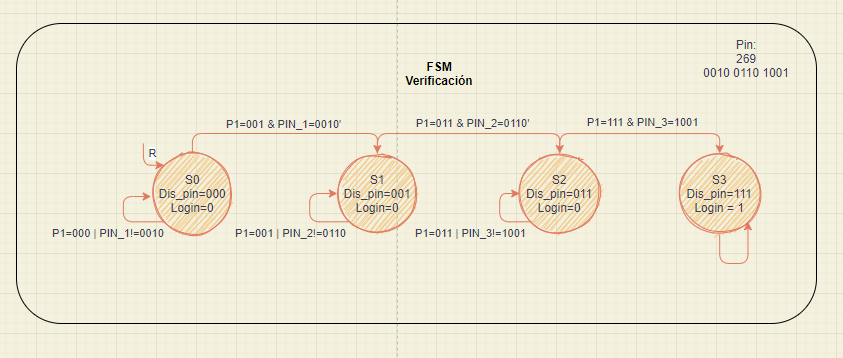 Pin:
269
0010 0110 1001
FSM
Verificación
P1=001 & PIN_1=0010'
P1=011 & PIN_2=0110'
P1=111 & PIN_3=1001
R
S0
Dis_pin=000
Login=0
S1
Dis_pin=001
Login=0
S2
Dis_pin=011
Login=0
S3
Dis_pin=111
Login = 1
P1=000 | PIN_1!=0010
P1=001 | PIN_2!=0110
P1=011 | PIN_3!=1001